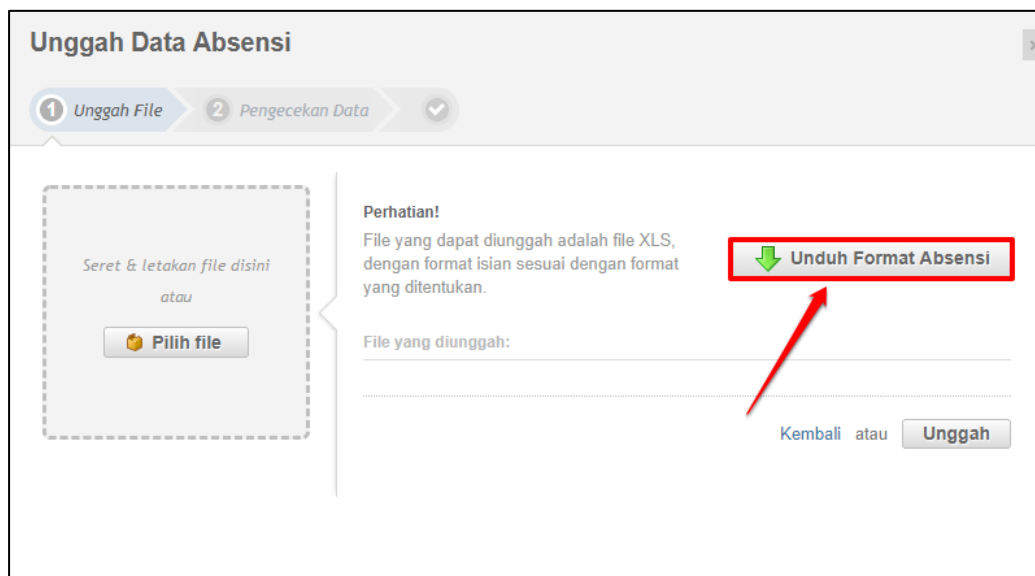 Unggah Data Absensi
1 Unggah File
2 Pengecekan Data
Seret & letakan file disini
atau
Pilih file
Perhatian!
File yang dapat diunggah adalah file XLS,
dengan format isian sesuai dengan format
yang ditentukan.
Unduh Format Absensi
File yang diunggah:
Kembali atau Unggah